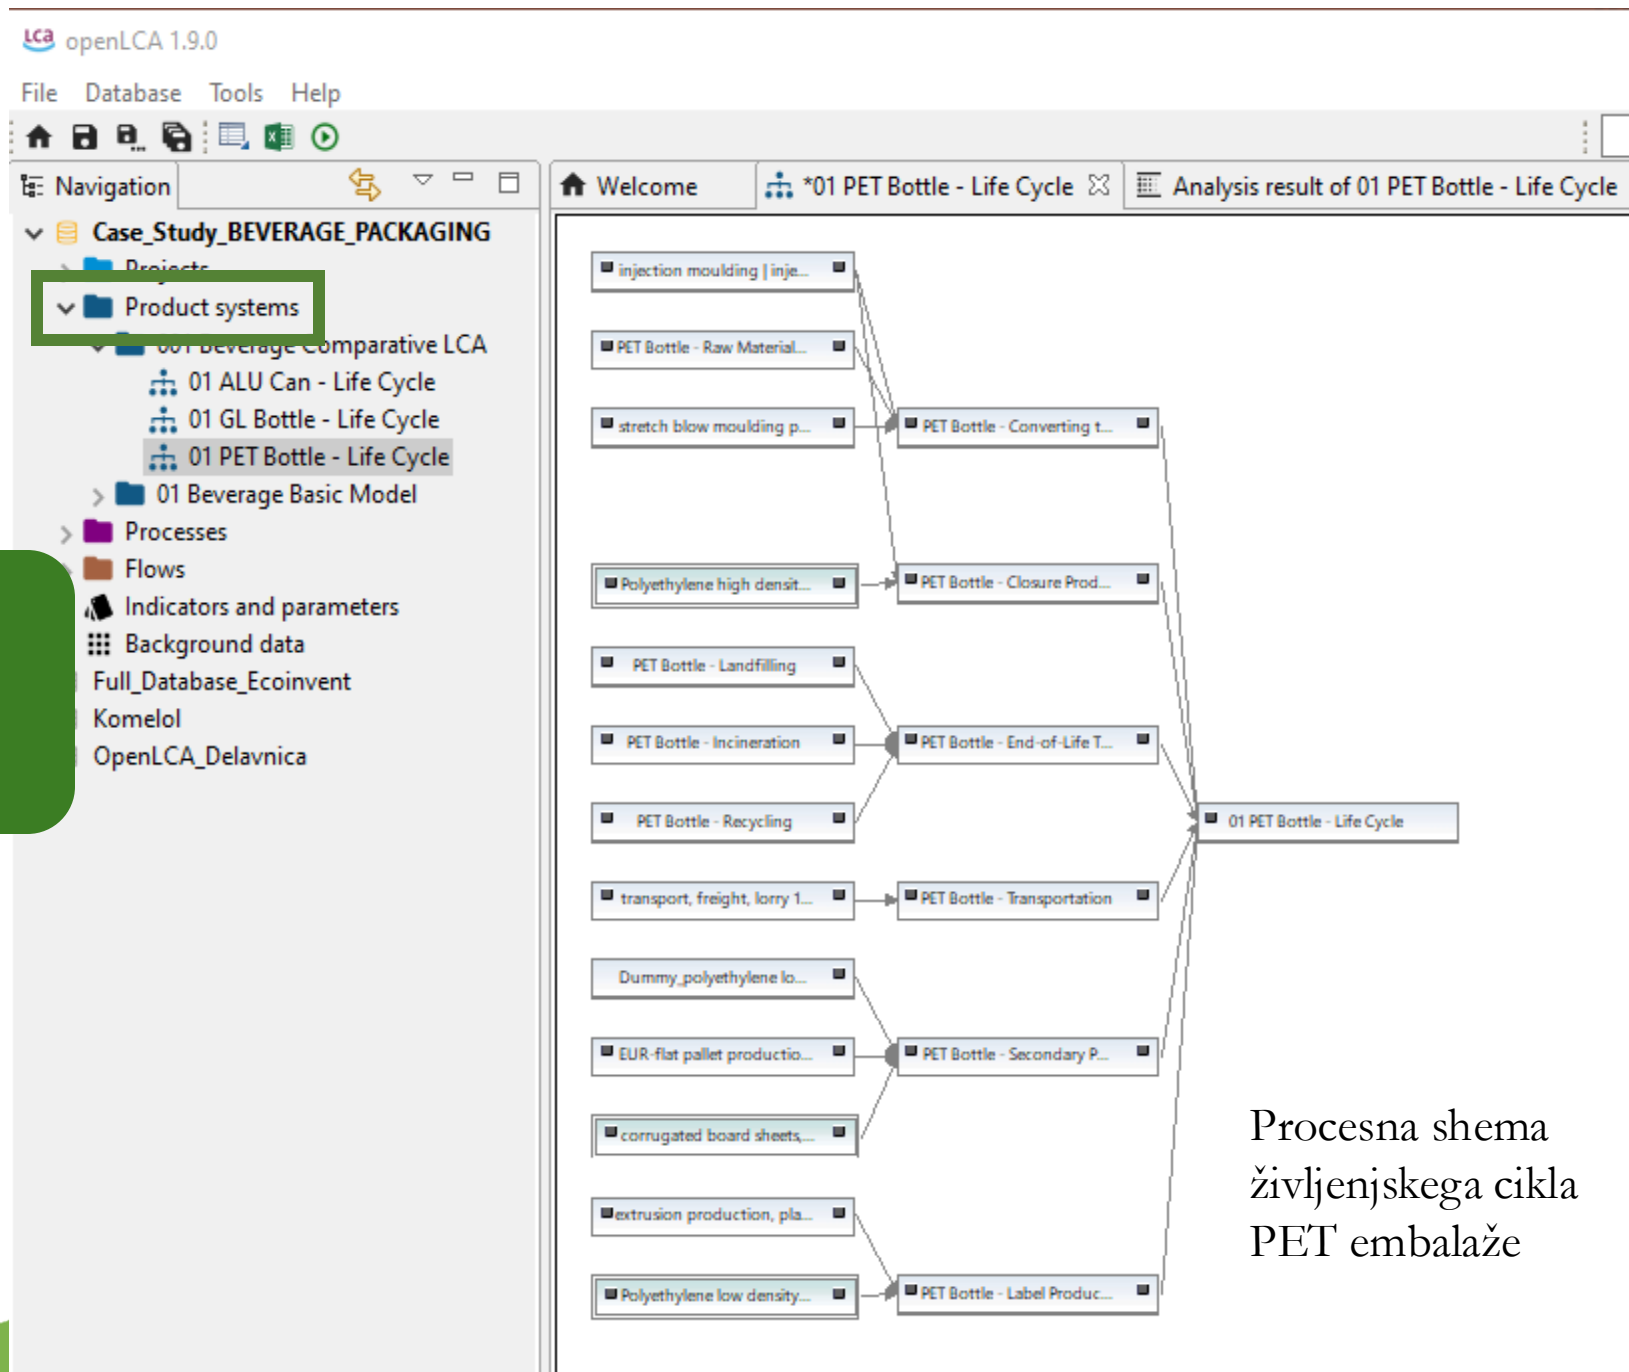 LCa openLCA 1.9.0
File Database Tools Help
Navigation
Welcome
*01 PET Bottle - Life Cycle
Analysis result of 01 PET Bottle - Life Cycle
Case_Study_BEVERAGE_PACKAGING
Projects
Product systems
001 Beverage Comparative LCA
01 ALU Can - Life Cycle
01 GL Bottle - Life Cycle
01 PET Bottle - Life Cycle
01 Beverage Basic Model
Processes
Flows
Indicators and parameters
Background data
Full_Database_Ecoinvent
Komelol
OpenLCA_Delavnica
injection moulding | inje...
PET Bottle - Raw Material...
stretch blow moulding p...
PET Bottle - Converting t...
Polyethylene high densit...
PET Bottle - Closure Prod...
PET Bottle - Landfilling
PET Bottle - Incineration
PET Bottle - End-of-Life T...
PET Bottle - Recycling
01 PET Bottle - Life Cycle
transport, freight, lorry 1...
PET Bottle - Transportation
Dummy_polyethylene lo...
EUR-flat pallet productio...
PET Bottle - Secondary P...
corrugated board sheets,...
extrusion production, pla...
Polyethylene low density...
PET Bottle - Label Produc...
Procesna shema
življenjskega cikla
PET embalaže